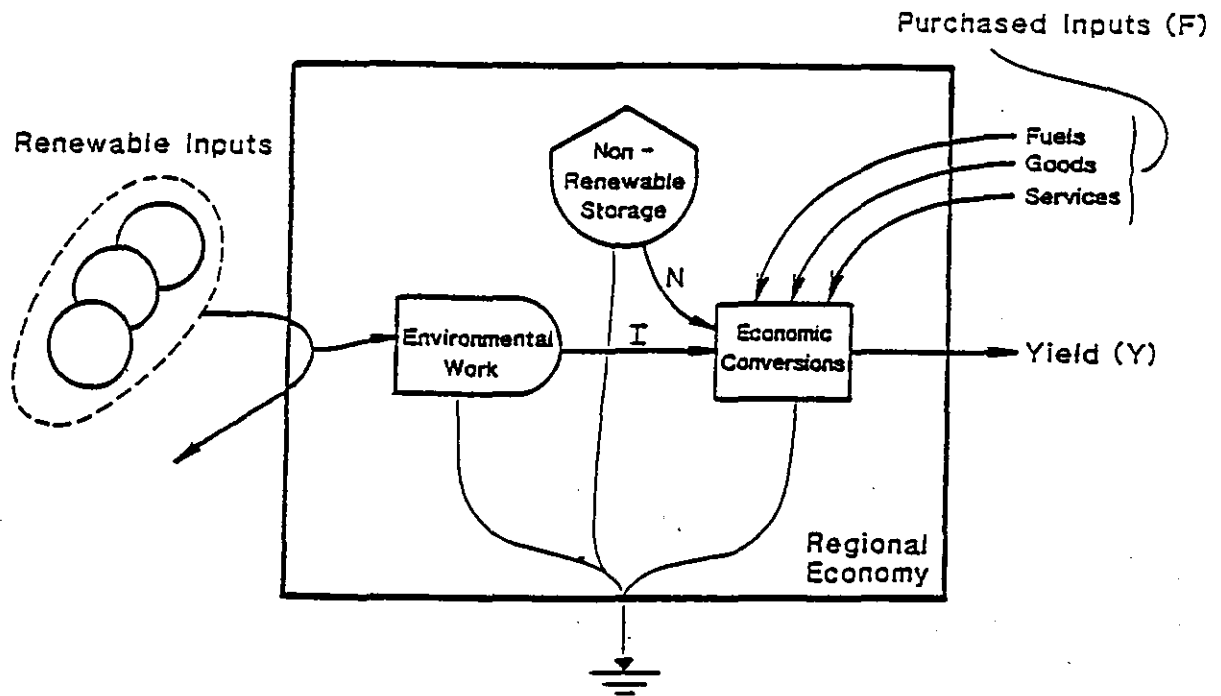 Purchased Inputs (F)
Renewable Inputs
Non -
Renewable
Storage
Fuels
Goods
Services
N
Environmental
Work
I
Economic
Conversions
Yield (Y)
Regional
Economy